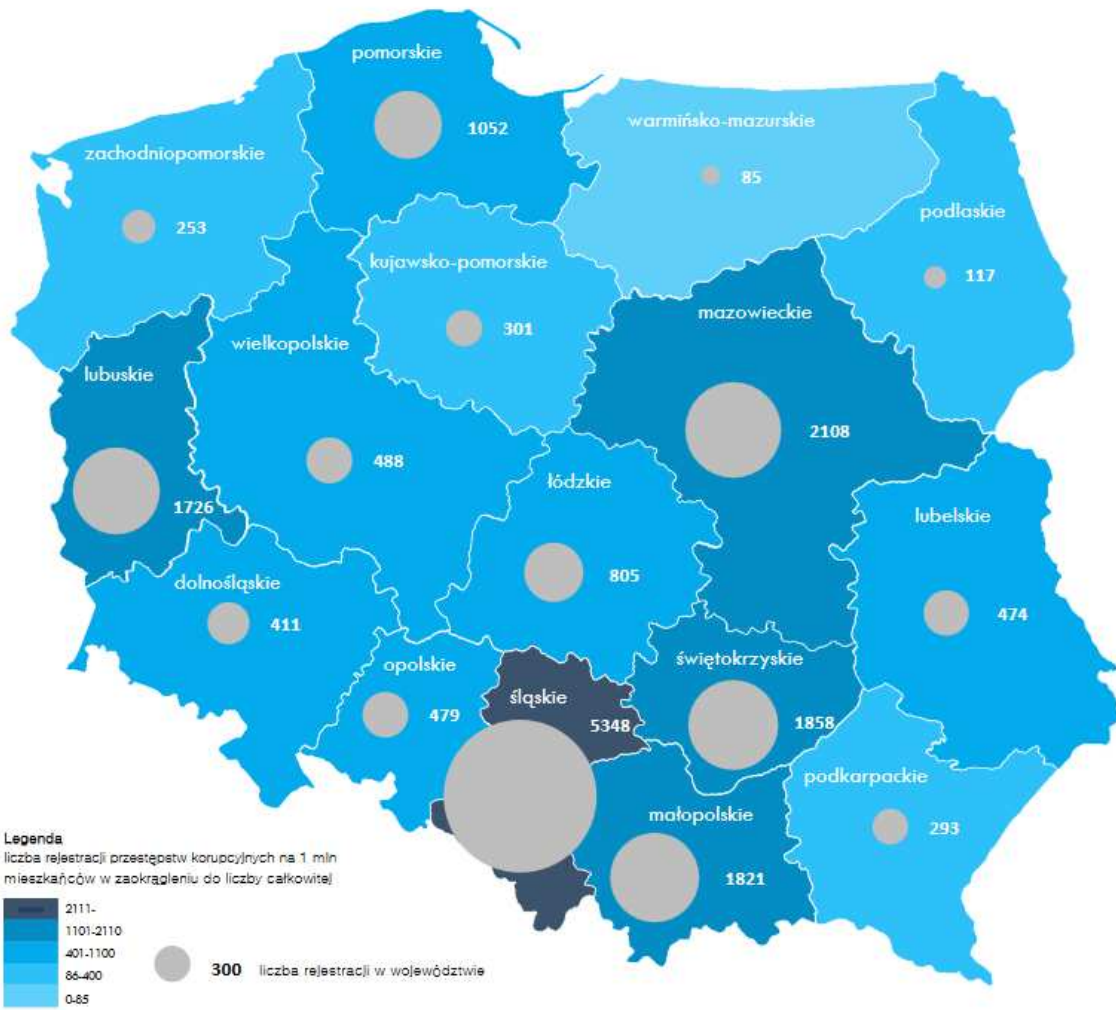 pomorskie
1052
warmińsko-mazurskie
85
zachodniopomorskie
253
podlaskie
117
kujawsko-pomorskie
301
mazowieckie
2108
wielkopolskie
488
lubuskie
1726
łódzkie
805
lubelskie
474
dolnośląskie
411
opolskie
479
śląskie
5348
świętokrzyskie
1858
podkarpackie
293
małopolskie
1821
Legenda
liczba rejestracji przestępstw korupcyjnych na 1 mln
mieszkańców w zaokrągleniu do liczby całkowitej
2111-
1101-2110
401-1100
86-400
0-85
300 liczba rejestracji w województwie